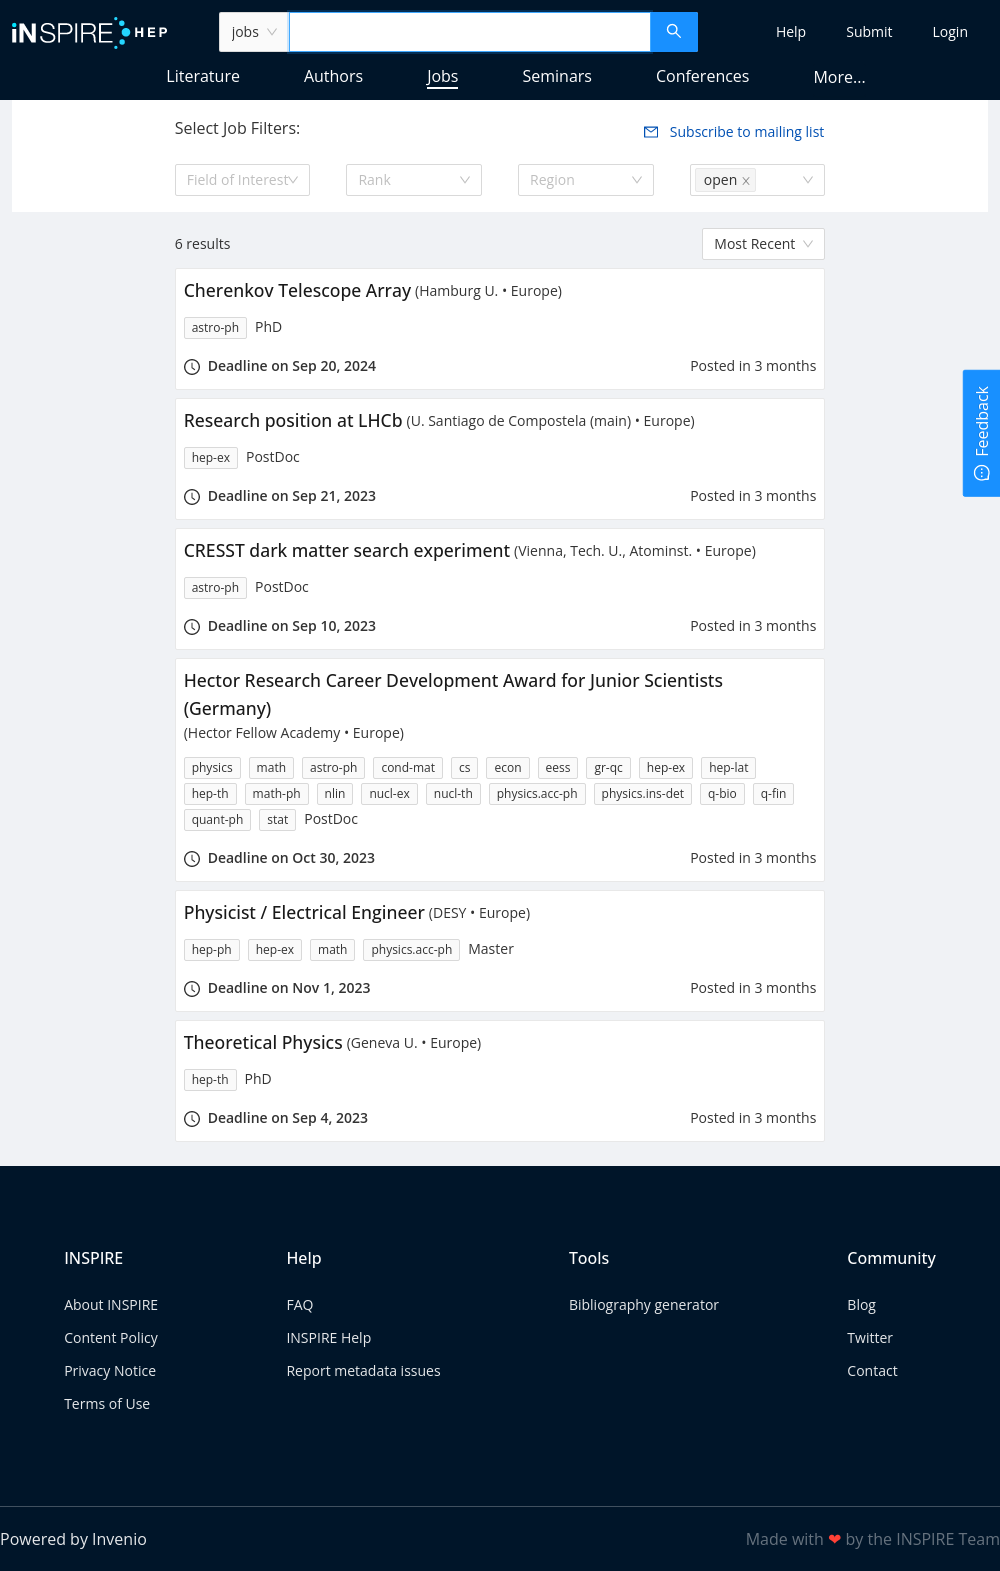 iNSPIRE HEP
jobs
Help Submit Login
Literature Authors Jobs Seminars Conferences More...
Select Job FIlters:
Subscribe to mailing list
Field of Interest Rank Region open
6 results
Most Recent
Cherenkov Telescope Array (Hamburg U. • Europe)
astro-ph PhD
Deadline on Sep 20, 2024 Posted in 3 months
Research position at LHCb (U. Santiago de Compostela (main) • Europe)
hep-ex PostDoc
Deadline on Sep 21, 2023 Posted in 3 months
CRESST dark matter search experiment (Vienna, Tech. U., Atominst. • Europe)
astro-ph PostDoc
Deadline on Sep 10, 2023 Posted in 3 months
Hector Research Career Development Award for Junior Scientists
(Germany)
(Hector Fellow Academy • Europe)
physics math astro-ph cond-mat cs econ eess gr-qc hep-ex hep-lat
hep-th math-ph nlin nucl-ex nucl-th physics.acc-ph physics.ins-det q-bio q-fin
quant-ph stat PostDoc
Deadline on Oct 30, 2023 Posted in 3 months
Physicist / Electrical Engineer (DESY • Europe)
hep-ph hep-ex math physics.acc-ph Master
Deadline on Nov 1, 2023 Posted in 3 months
Theoretical Physics (Geneva U. • Europe)
hep-th PhD
Deadline on Sep 4, 2023 Posted in 3 months
Feedback
INSPIRE
About INSPIRE
Content Policy
Privacy Notice
Terms of Use
Help
FAQ
INSPIRE Help
Report metadata issues
Tools
Bibliography generator
Community
Blog
Twitter
Contact
Powered by Invenio
Made with ❤ by the INSPIRE Team